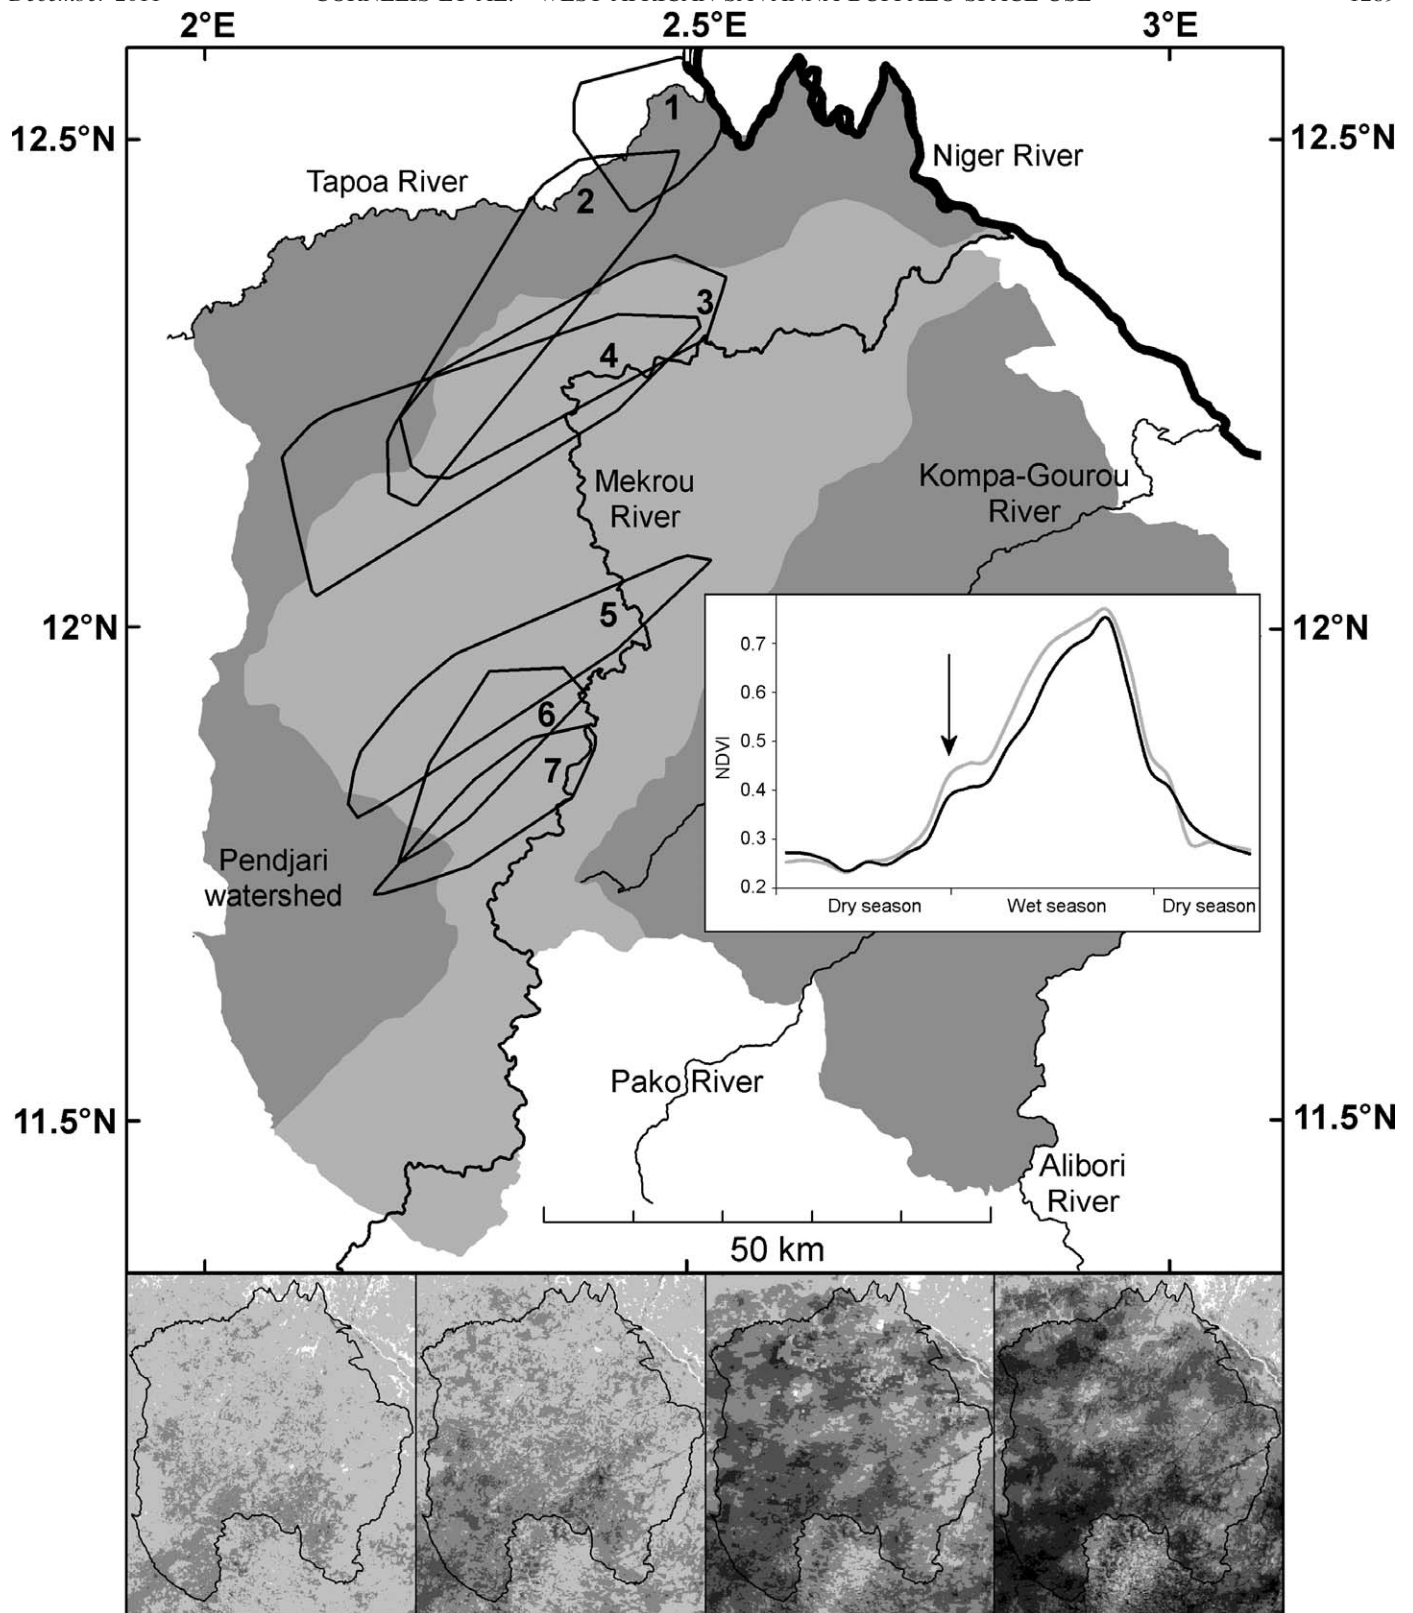 2°E 2.5°E 3°E
12.5°N 12.5°N
1
Niger River
Tapoa River
2
3
4
Mekrou
River
Kompa-Gourou
River
5
12°N 12°N
6
7
0.7
0.6
0.5
0.4
0.3
0.2
NDVI
Dry season Wet season Dry season
Pendjari
watershed
Pako River
11.5°N 11.5°N
Alibori
River
50 km